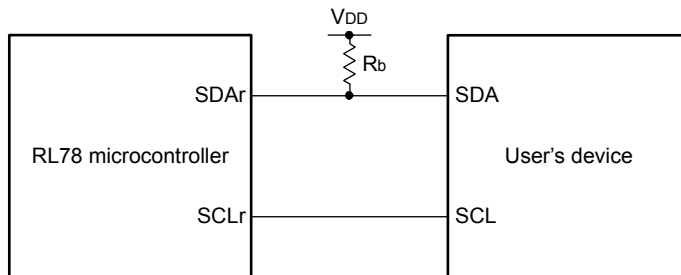 VDD
Rb
SDAr
SDA
RL78 microcontroller
User’s device
SCLr
SCL